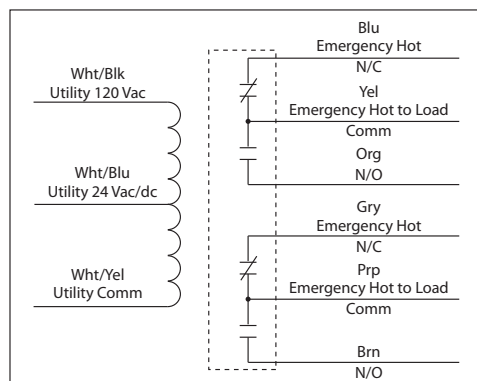 Wht/Blk
Utility 120 Vac
Wht/Blu
Utility 24 Vac/dc
Wht/Yel
Utility Comm
Blu
Emergency Hot
N/C
Yel
Emergency Hot to Load
Comm
Org
N/O
Gry
Emergency Hot
N/C
Prp
Emergency Hot to Load
Comm
Brn
N/O